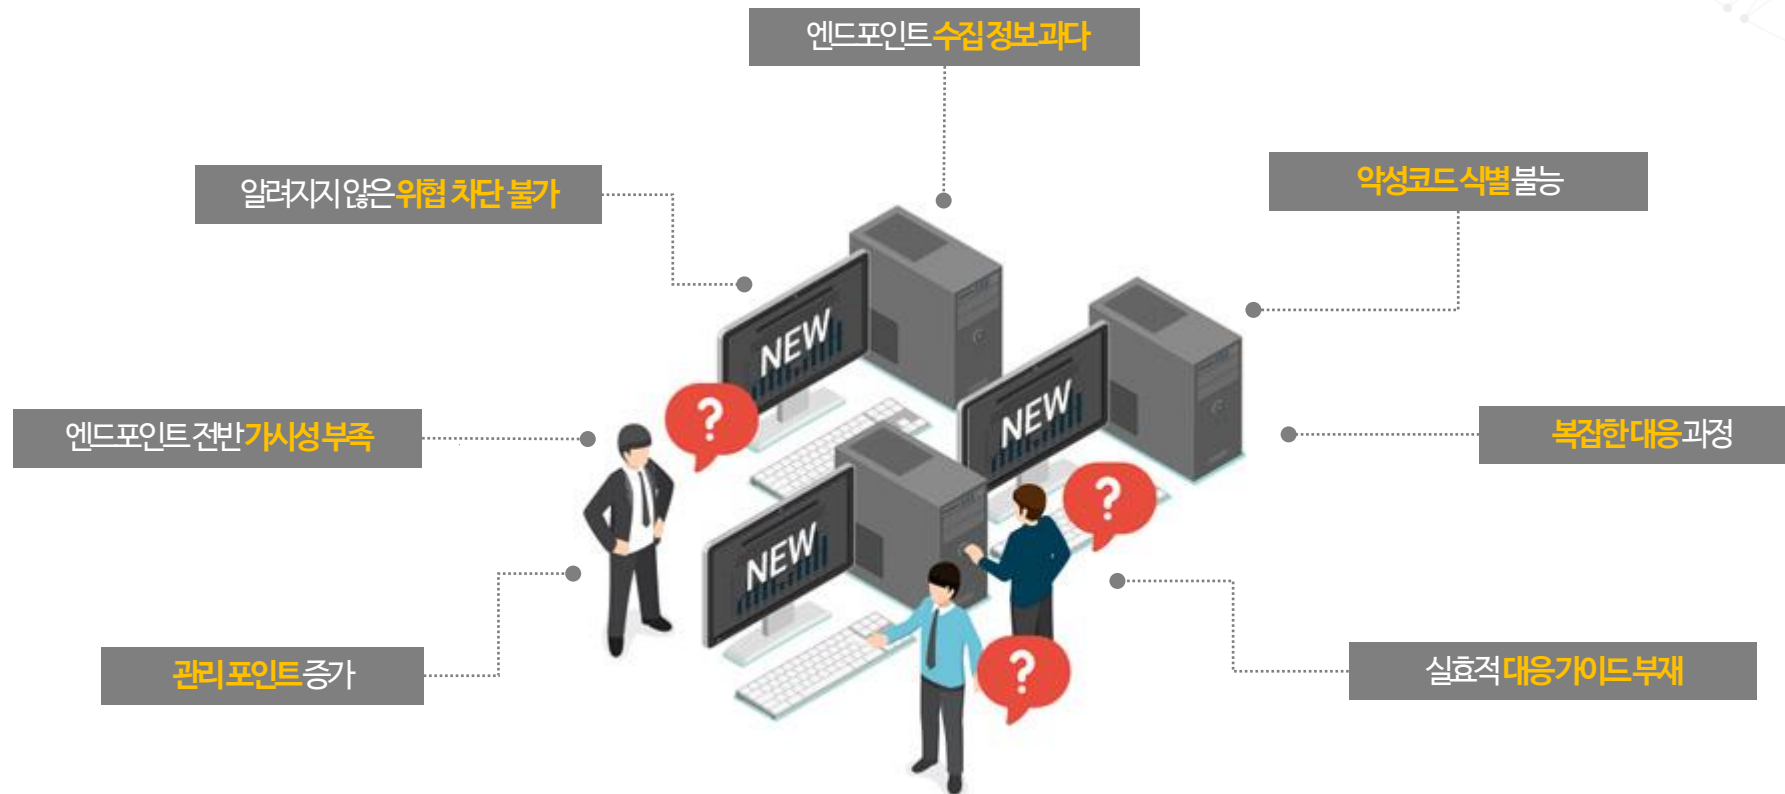 엔드포인트 수집 정보 과다
알려지지 않은 위협 차단 불가
악성코드 식별 불능
엔드포인트 전반 가시성 부족
복잡한 대응 과정
관리 포인트 증가
실효적 대응 가이드 부재
NEW
NEW
NEW
?
?
?